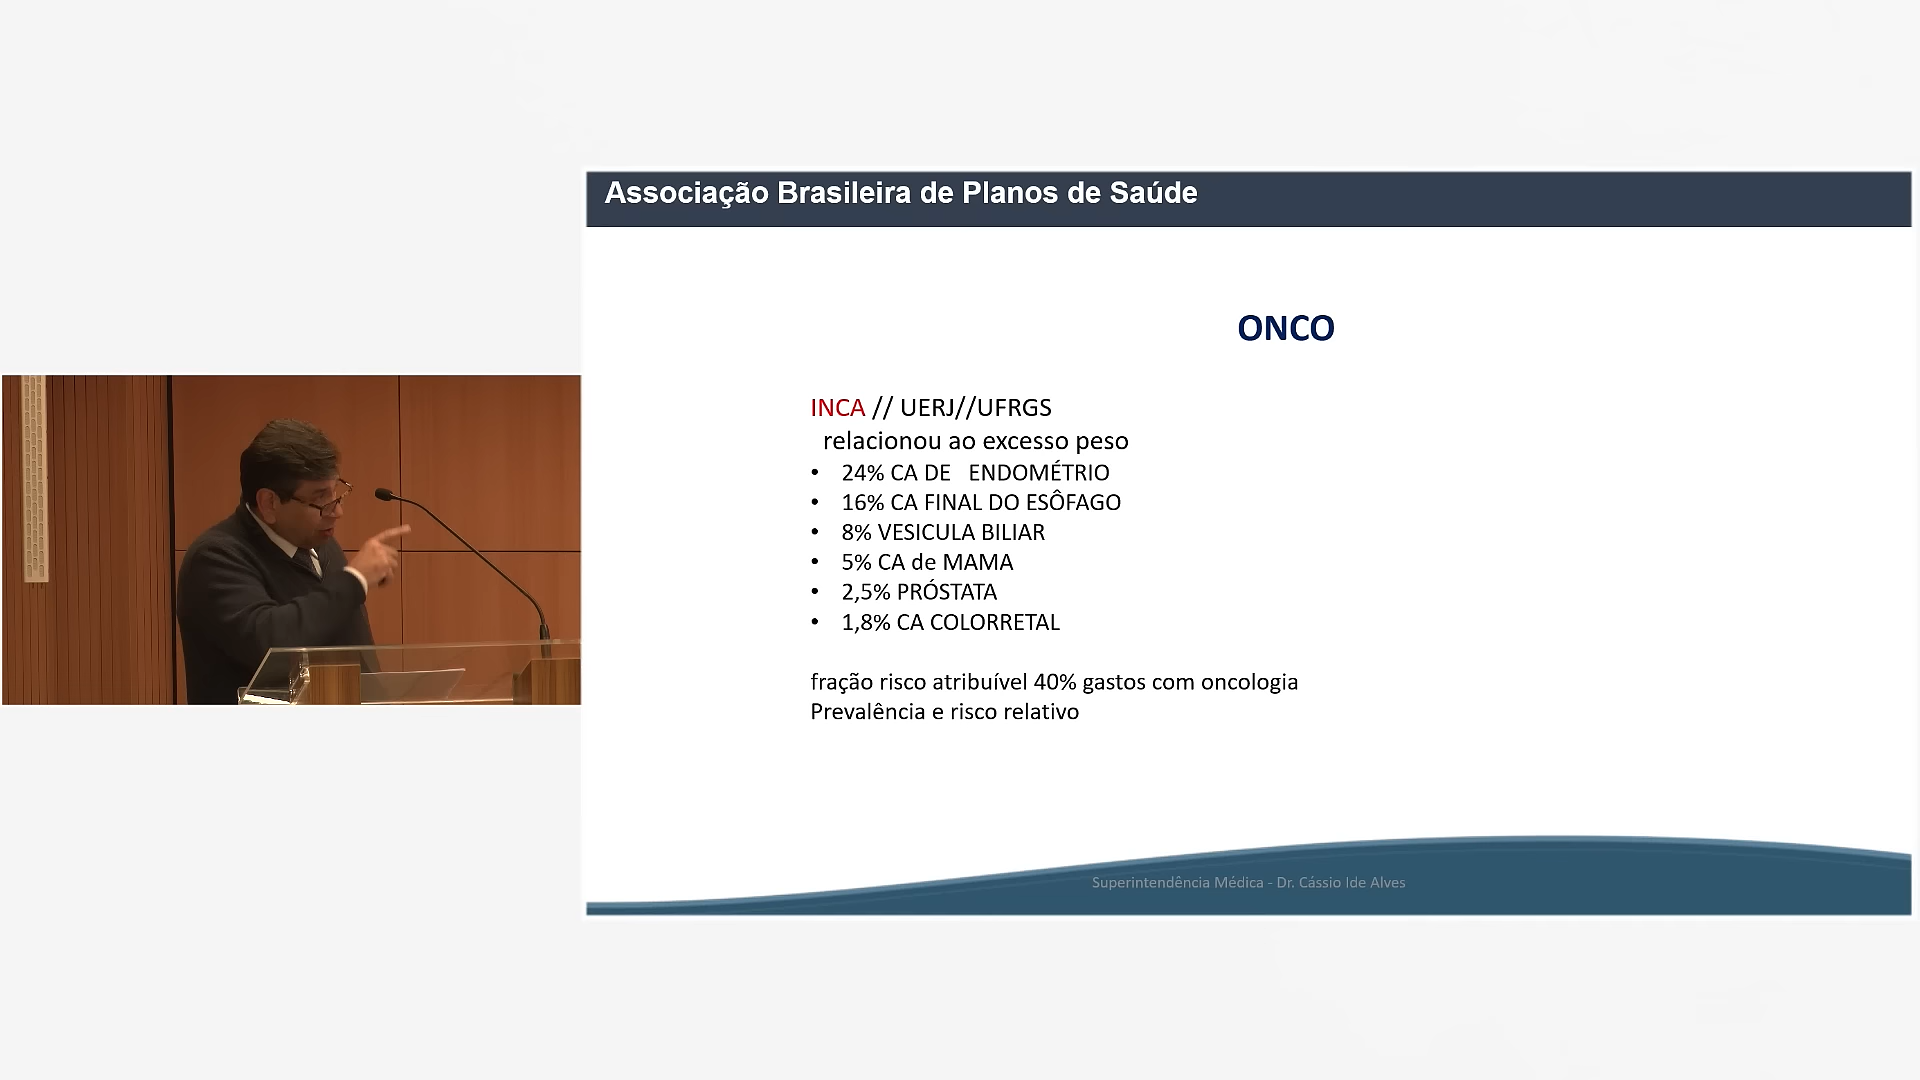 Associação Brasileira de Planos de Saúde
ONCO
INCA // UERJ//UFRGS
relacionou ao excesso peso
• 24% CA DE ENDOMÉTRIO
• 16% CA FINAL DO ESÔFAGO
• 8% VESICULA BILIAR
• 5% CA de MAMA
• 2,5% PRÓSTATA
• 1,8% CA COLORRETAL
fração risco atribuível 40% gastos com oncologia
Prevalência e risco relativo
Superintendência Médica - Dr. Cássio Ide Alves